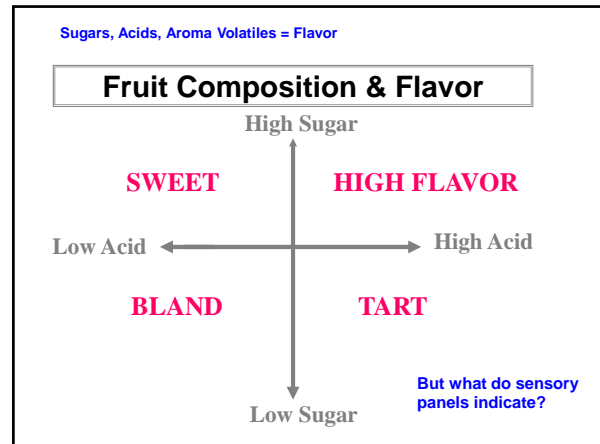 Sugars, Acids, Aroma Volatiles = Flavor
Fruit Composition & Flavor
High Sugar
SWEET
HIGH FLAVOR
Low Acid
High Acid
BLAND
TART
But what do sensory
panels indicate?
Low Sugar